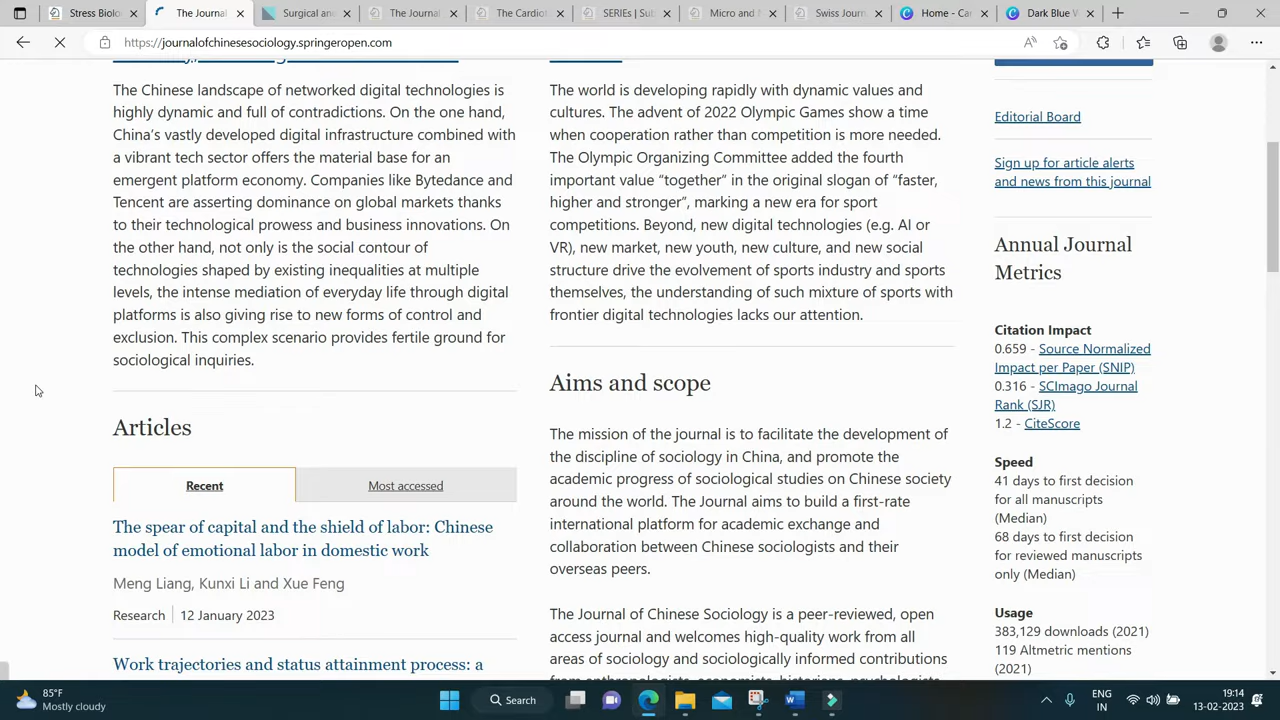 Stress Biolo
The Journal
Surgical and
The Journal
The Cardiot
SERIEs | Sub
Micro and N
Swiss Journ
Home - Can
Dark Blue W
https://journalofchinesesociology.springeropen.com
The Chinese landscape of networked digital technologies is
highly dynamic and full of contradictions. On the one hand,
China's vastly developed digital infrastructure combined with
a vibrant tech sector offers the material base for an
emergent platform economy. Companies like Bytedance and
Tencent are asserting dominance on global markets thanks
to their technological prowess and business innovations. On
the other hand, not only is the social contour of
technologies shaped by existing inequalities at multiple
levels, the intense mediation of everyday life through digital
platforms is also giving rise to new forms of control and
exclusion. This complex scenario provides fertile ground for
sociological inquiries.
Articles
Recent
Most accessed
The spear of capital and the shield of labor: Chinese
model of emotional labor in domestic work
Meng Liang, Kunxi Li and Xue Feng
Research | 12 January 2023
Work trajectories and status attainment process: a
The world is developing rapidly with dynamic values and
cultures. The advent of 2022 Olympic Games show a time
when cooperation rather than competition is more needed.
The Olympic Organizing Committee added the fourth
important value "together" in the original slogan of "faster,
higher and stronger", marking a new era for sport
competitions. Beyond, new digital technologies (e.g. AI or
VR), new market, new youth, new culture, and new social
structure drive the evolvement of sports industry and sports
themselves, the understanding of such mixture of sports with
frontier digital technologies lacks our attention.
Aims and scope
The mission of the journal is to facilitate the development of
the discipline of sociology in China, and promote the
academic progress of sociological studies on Chinese society
around the world. The Journal aims to build a first-rate
international platform for academic exchange and
collaboration between Chinese sociologists and their
overseas peers.
The Journal of Chinese Sociology is a peer-reviewed, open
access journal and welcomes high-quality work from all
areas of sociology and sociologically informed contributions
from anthropologists, economists, historians, psychologists
Editorial Board
Sign up for article alerts
and news from this journal
Annual Journal
Metrics
Citation Impact
0.659 - Source Normalized
Impact per Paper (SNIP)
0.316 - SCImago Journal
Rank (SJR)
1.2 - CiteScore
Speed
41 days to first decision
for all manuscripts
(Median)
68 days to first decision
for reviewed manuscripts
only (Median)
Usage
383,129 downloads (2021)
119 Altmetric mentions
(2021)
85°F
Mostly cloudy
Search
ENG
IN
19:14
13-02-2023